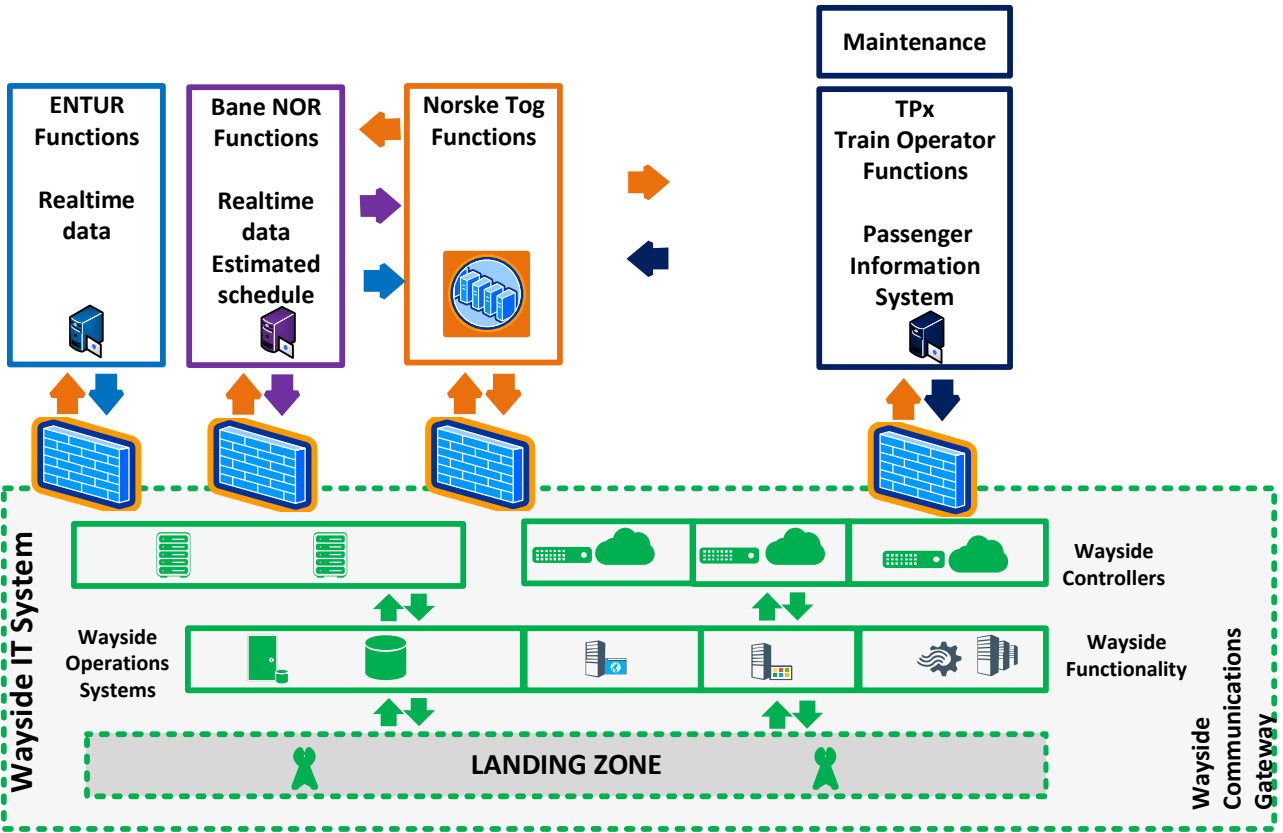 Maintenance
ENTUR
Functions
Realtime
data
Bane NOR
Functions
Realtime
data
Estimated
schedule
Norske Tog
Functions
TPx
Train Operator
Functions
Passenger
Information
System
Wayside IT System
Wayside
Controllers
Wayside
Operations
Systems
Wayside
Functionality
LANDING ZONE
Wayside
Communications
Gateway